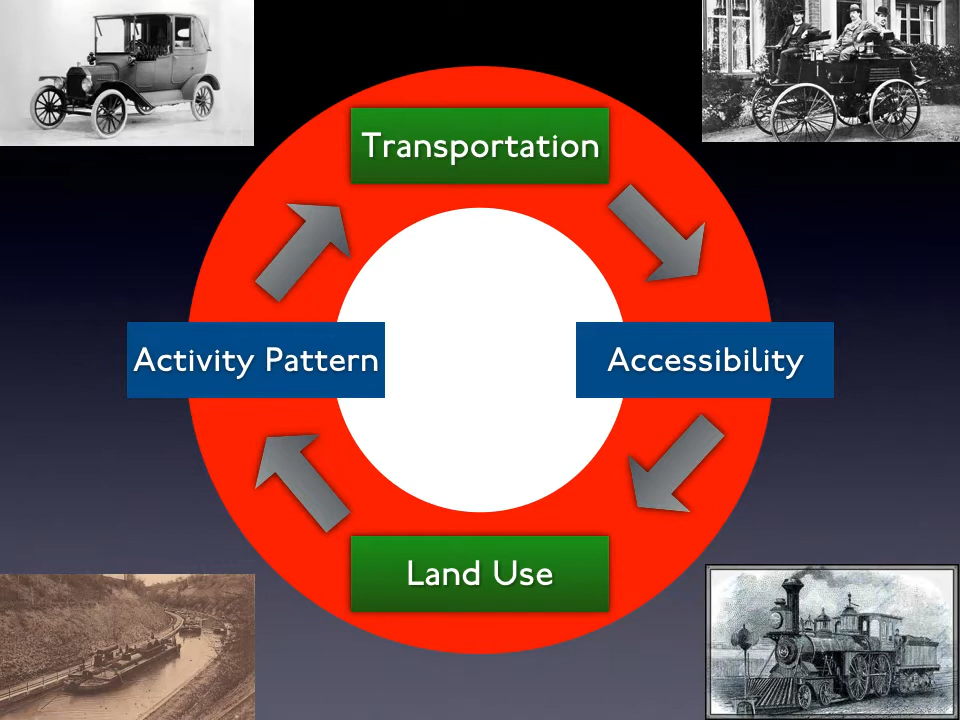 Transportation
Activity Pattern
Accessibility
Land Use